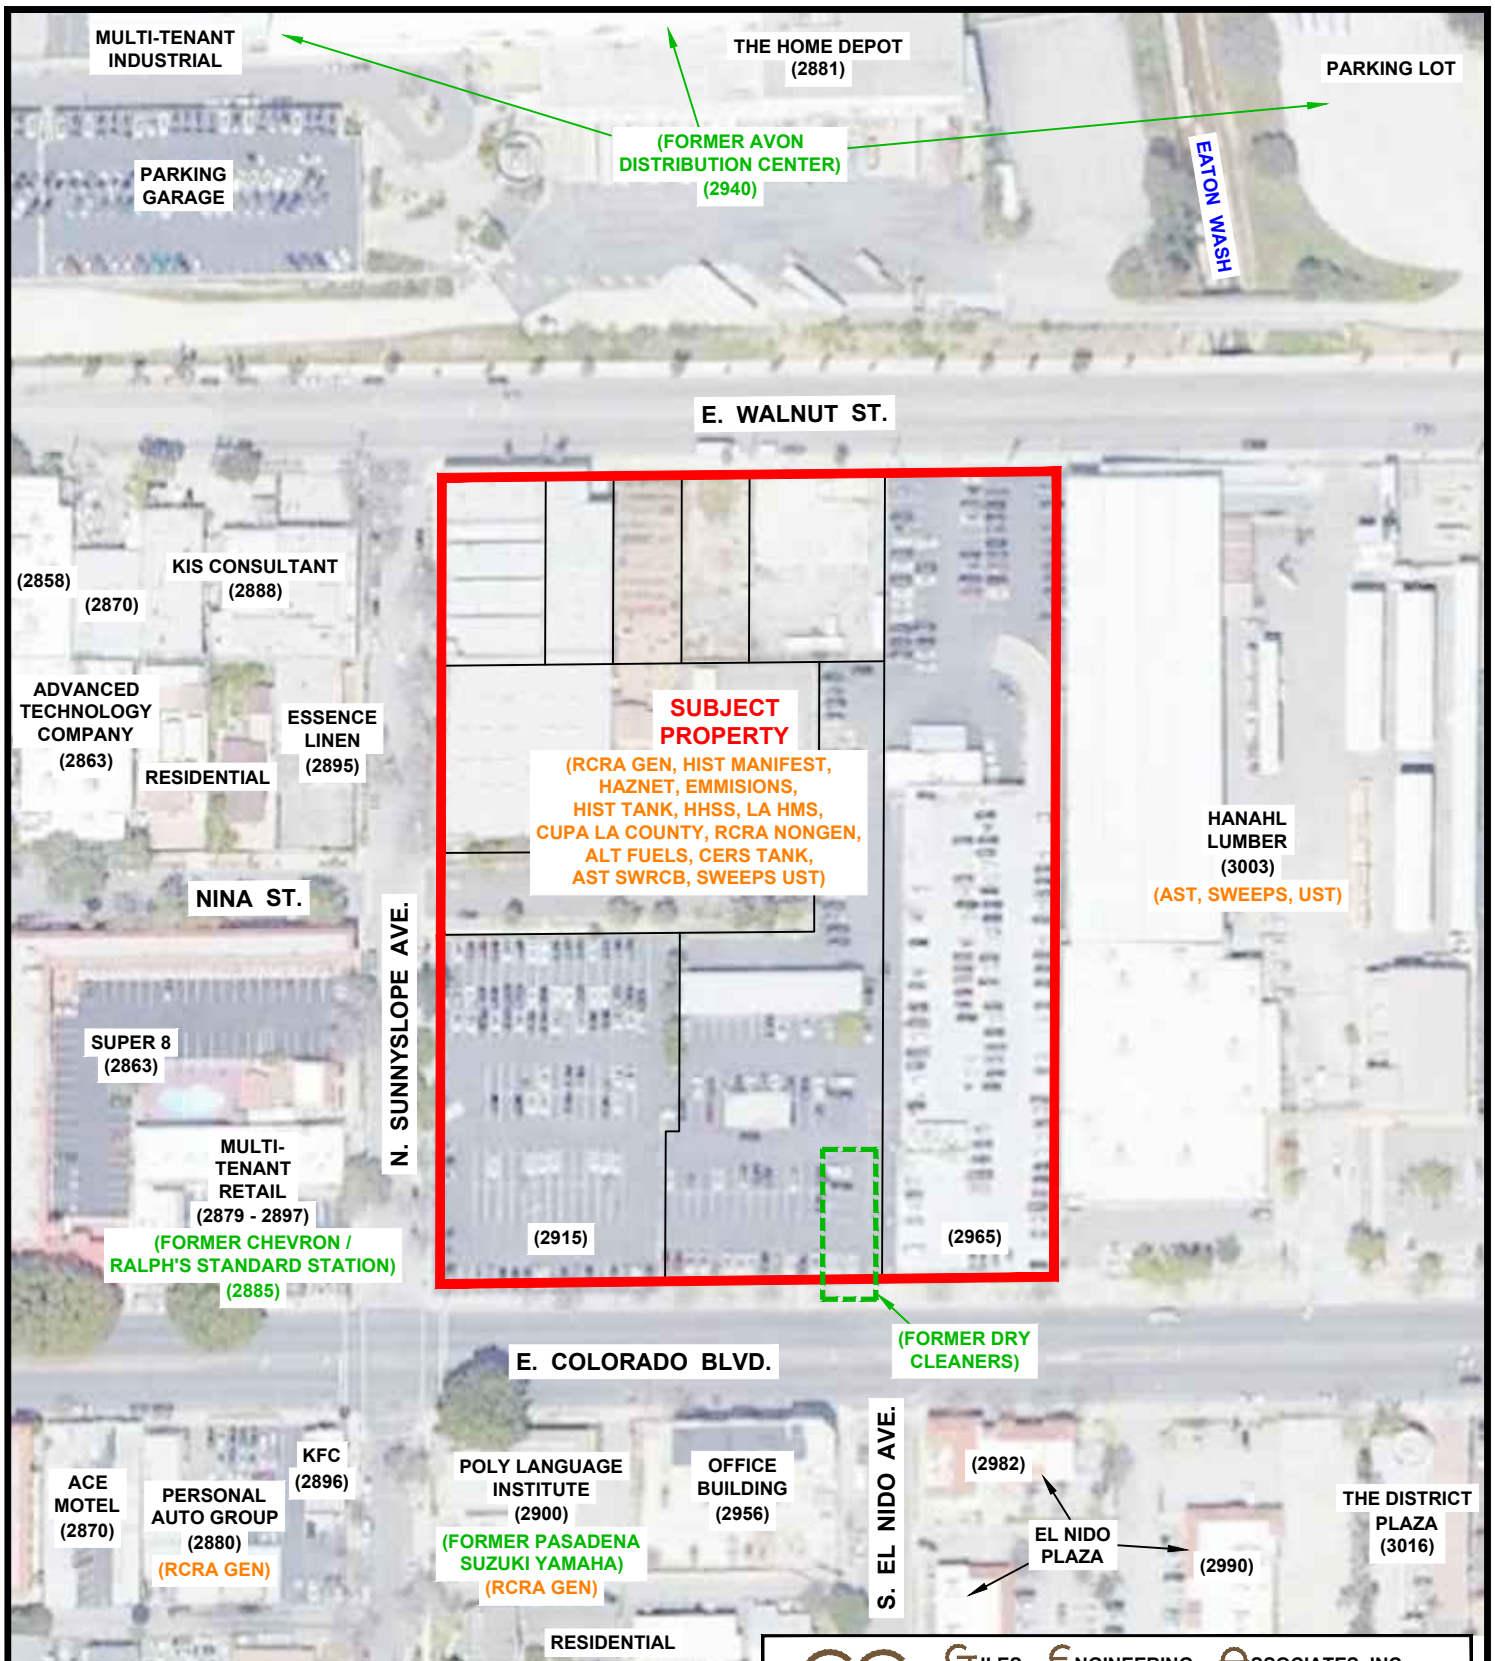 MULTI-TENANT
INDUSTRIAL
THE HOME DEPOT
(2881)
PARKING LOT
(FORMER AVON
DISTRIBUTION CENTER)
(2940)
PARKING
GARAGE
EATON WASH
E. WALNUT ST.
(2858)
(2870)
KIS CONSULTANT
(2888)
ADVANCED
TECHNOLOGY
COMPANY
(2863)
RESIDENTIAL
ESSENCE
LINEN
(2895)
SUBJECT
PROPERTY
(RCRA GEN, HIST MANIFEST,
HAZNET, EMMISIONS,
HIST TANK, HHSS, LA HMS,
CUPA LA COUNTY, RCRA NONGEN,
ALT FUELS, CERS TANK,
AST SWRCB, SWEEPS UST)
HANAHL
LUMBER
(3003)
(AST, SWEEPS, UST)
NINA ST.
N. SUNNYSLOPE AVE.
SUPER 8
(2863)
MULTI-
TENANT
RETAIL
(2879 - 2897)
(FORMER CHEVRON /
RALPH'S STANDARD STATION)
(2885)
(2915)
(2965)
(FORMER DRY
CLEANERS)
E. COLORADO BLVD.
S. EL NIDO AVE.
ACE
MOTEL
(2870)
PERSONAL
AUTO GROUP
(2880)
(RCRA GEN)
KFC
(2896)
POLY LANGUAGE
INSTITUTE
(2900)
(FORMER PASADENA
SUZUKI YAMAHA)
(RCRA GEN)
OFFICE
BUILDING
(2956)
(2982)
EL NIDO
PLAZA
(2990)
THE DISTRICT
PLAZA
(3016)
RESIDENTIAL
GILES ENGINEERING ASSOCIATES, INC.